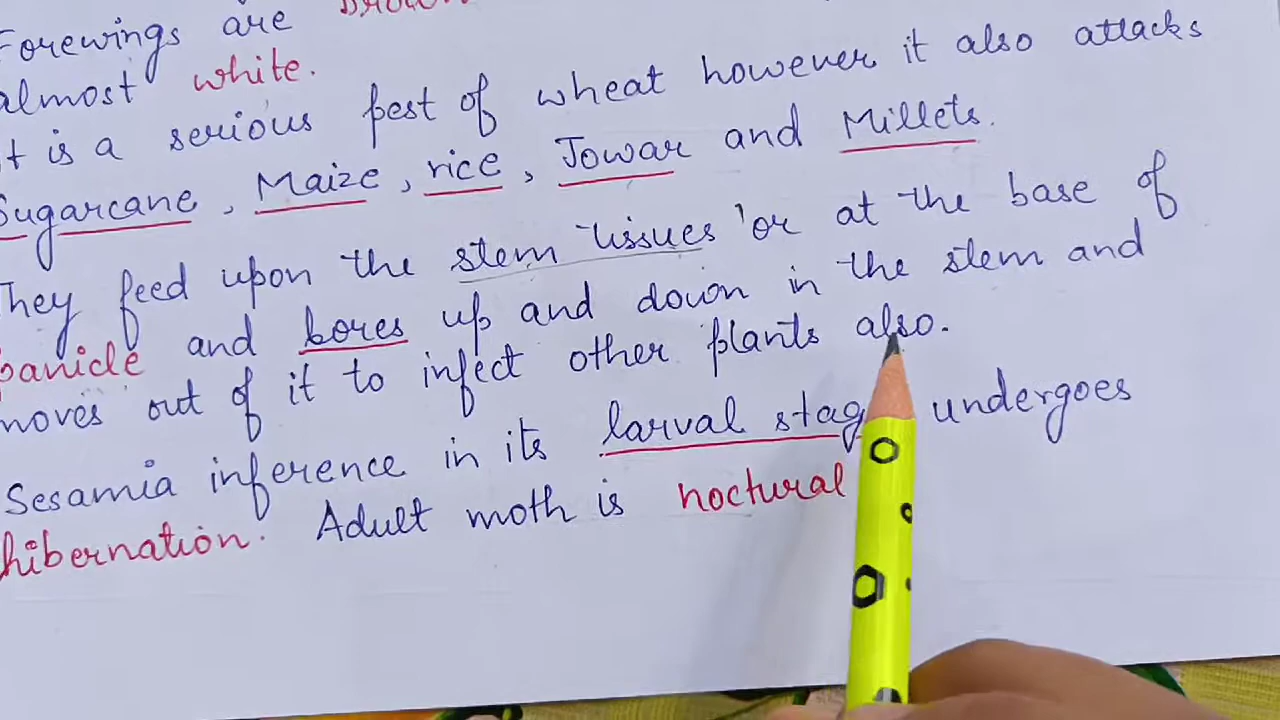 Forewings are brown
almost white.
It is a serious pest of wheat however it also attacks
Sugarcane, Maize, rice, Jowar and Millets.
They feed upon the stem tissues or at the base of
panicle and bores up and down in the stem and
moves out of it to infect other plants also.
Sesamia inference in its larval stage undergoes
hibernation. Adult moth is noctural